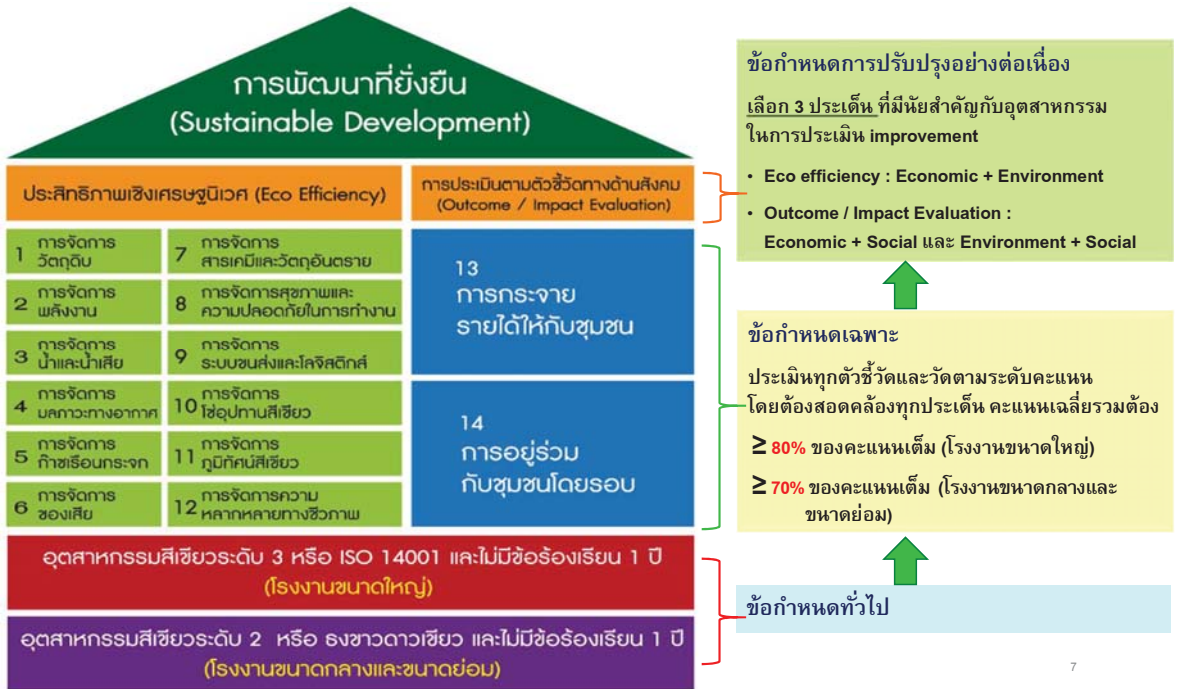 การพัฒนาที่ยั่งยืน
(Sustainable Development)
ประสิทธิภาพเชิงเศรษฐนิเวศ (Eco Efficiency)
การประเมินตามตัวชี้วัดทางด้านสังคม
(Outcome / Impact Evaluation)
1 การจัดการ
วัตถุดิบ
2 การจัดการ
พลังงาน
3 การจัดการ
น้ำและน้ำเสีย
4 การจัดการ
มลภาวะทางอากาศ
5 การจัดการ
ก๊าซเรือนกระจก
6 การจัดการ
ของเสีย
7 การจัดการ
สารเคมีและวัตถุอันตราย
8 การจัดการสุขภาพและ
ความปลอดภัยในการทำงาน
9 การจัดการ
ระบบขนส่งและโลจิสติกส์
10 การจัดการ
โซ่อุปทานสีเขียว
11 การจัดการ
ภูมิทัศน์สีเขียว
12 การจัดการความ
หลากหลายทางชีวภาพ
13
การกระจาย
รายได้ให้กับชุมชน
14
การอยู่ร่วม
กับชุมชนโดยรอบ
อุตสาหกรรมสีเขียวระดับ 3 หรือ ISO 14001 และไม่มีข้อร้องเรียน 1 ปี
(โรงงานขนาดใหญ่)
อุตสาหกรรมสีเขียวระดับ 2 หรือ ธงขาวดาวเขียว และไม่มีข้อร้องเรียน 1 ปี
(โรงงานขนาดกลางและขนาดย่อม)
ข้อกำหนดการปรับปรุงอย่างต่อเนื่อง
เลือก 3 ประเด็น ที่มีนัยสำคัญกับอุตสาหกรรม
ในการประเมิน improvement
• Eco efficiency : Economic + Environment
• Outcome / Impact Evaluation :
Economic + Social และ Environment + Social
ข้อกำหนดเฉพาะ
ประเมินทุกตัวชี้วัดและวัดตามระดับคะแนน
โดยต้องสอดคล้องทุกประเด็น คะแนนเฉลี่ยรวมต้อง
≥ 80% ของคะแนนเต็ม (โรงงานขนาดใหญ่)
≥ 70% ของคะแนนเต็ม (โรงงานขนาดกลางและ
ขนาดย่อม)
ข้อกำหนดทั่วไป
7